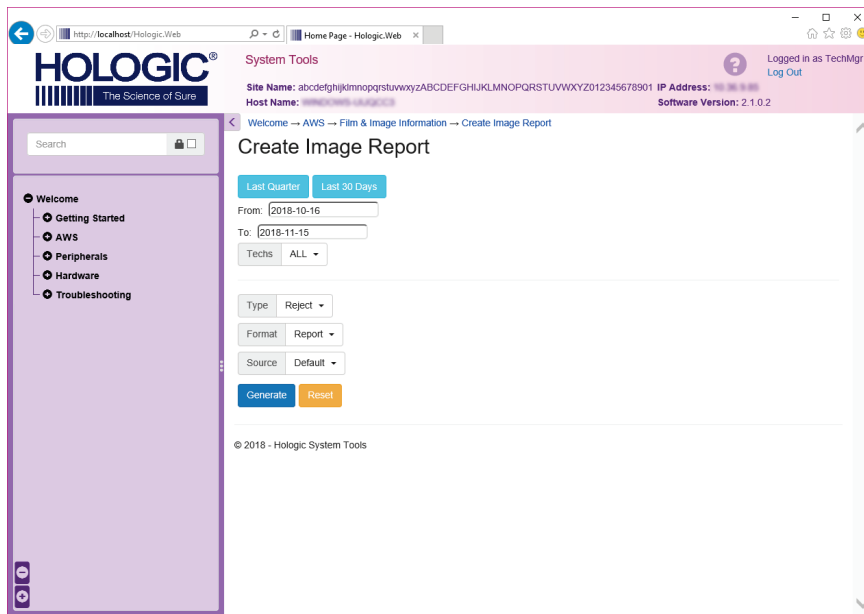 http://localhost/Hologic.Web
Home Page - Hologic.Web
HOLOGIC®
The Science of Sure
System Tools
Logged in as TechMgr
Log Out
Site Name: abcdefghijklmnopqrstuvwxyzABCDEFGHIJKLMNOPQRSTUVWXYZ012345678901 IP Address:
Host Name:
Software Version: 2.1.0.2
Search
Welcome
Getting Started
AWS
Peripherals
Hardware
Troubleshooting
Welcome → AWS → Film & Image Information → Create Image Report
Create Image Report
Last Quarter Last 30 Days
From: 2018-10-16
To: 2018-11-15
Techs ALL
Type Reject
Format Report
Source Default
Generate Reset
© 2018 - Hologic System Tools